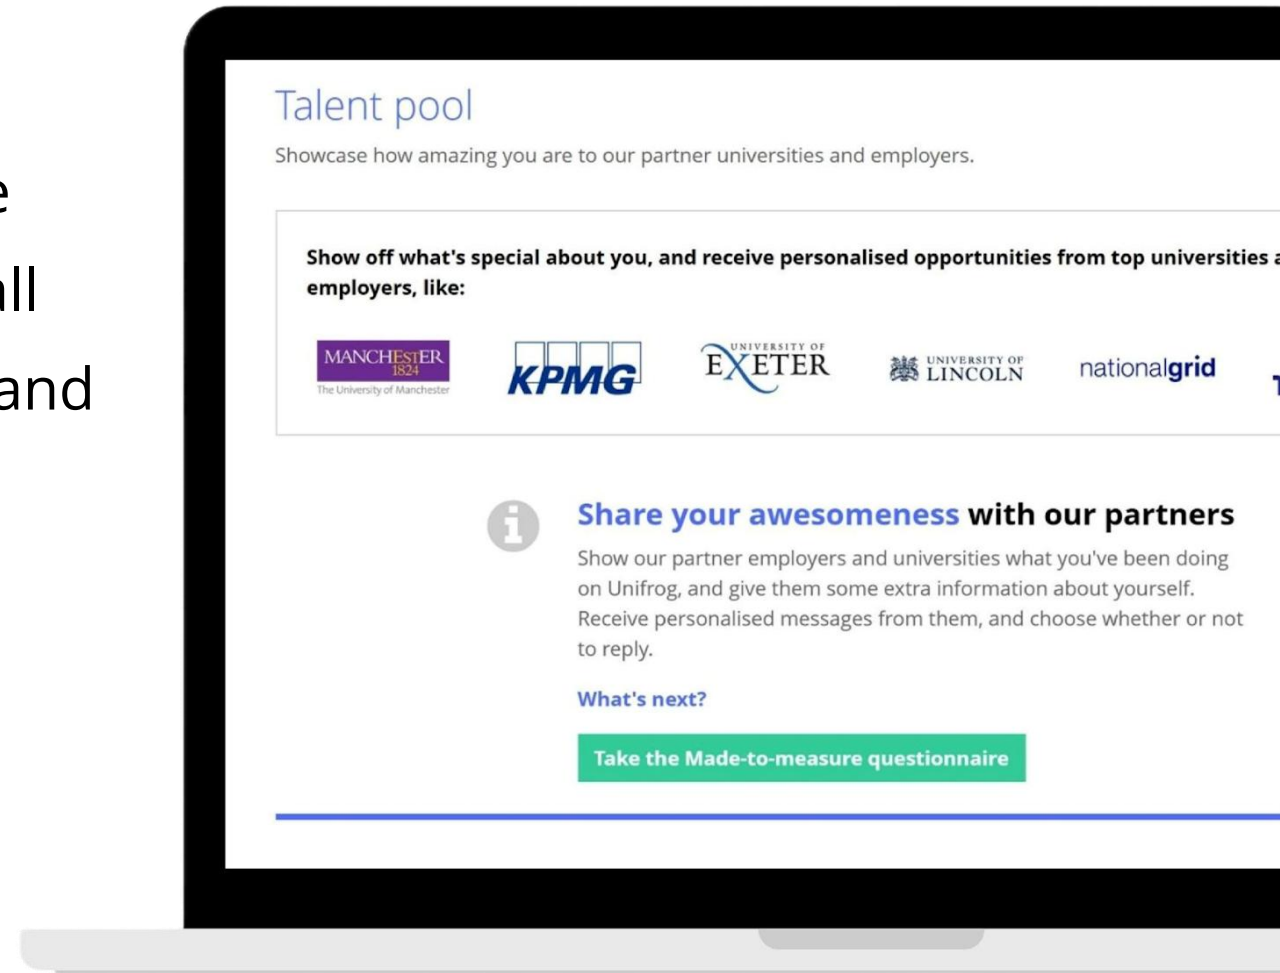 Talent pool
Showcase how amazing you are to our partner universities and employers.
all
and
Show off what's special about you, and receive personalised opportunities from top universities
employers, like:
MANCHESTER
1824
The University of Manchester
KPMG
UNIVERSITY OF
EXETER
UNIVERSITY OF
LINCOLN
nationalgrid
Share your awesomeness with our partners
Show our partner employers and universities what you've been doing
on Unifrog, and give them some extra information about yourself.
Receive personalised messages from them, and choose whether or not
to reply.
What's next?
Take the Made-to-measure questionnaire